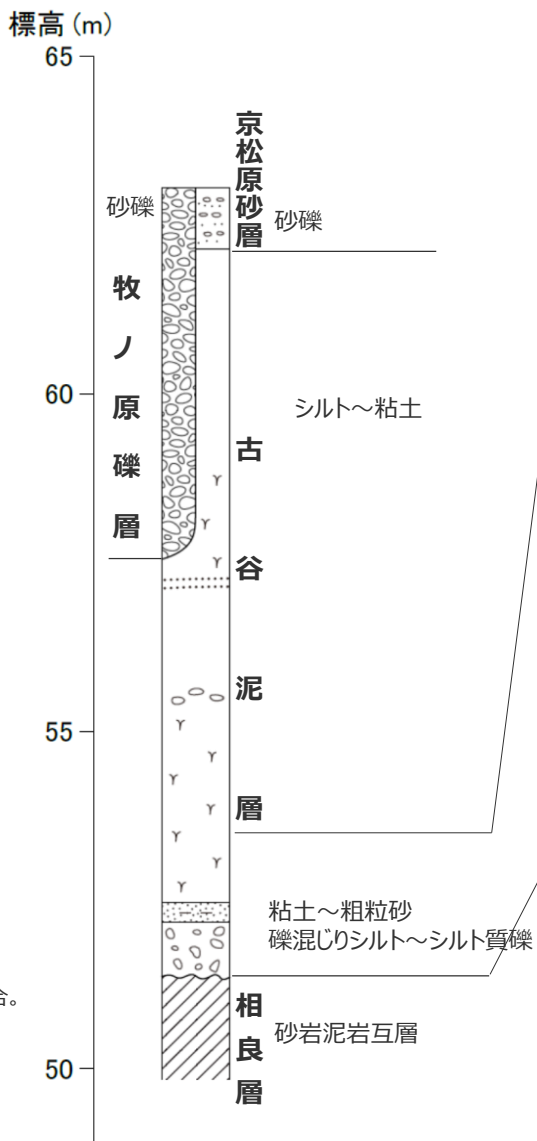 標高(m)
65
京松原砂層
砂礫
砂礫
牧ノ原礫層
60
シルト~粘土
古谷泥層
55
粘土~粗粒砂
礫混じりシルト~シルト質礫
合。
相良層
砂岩泥岩互層
50